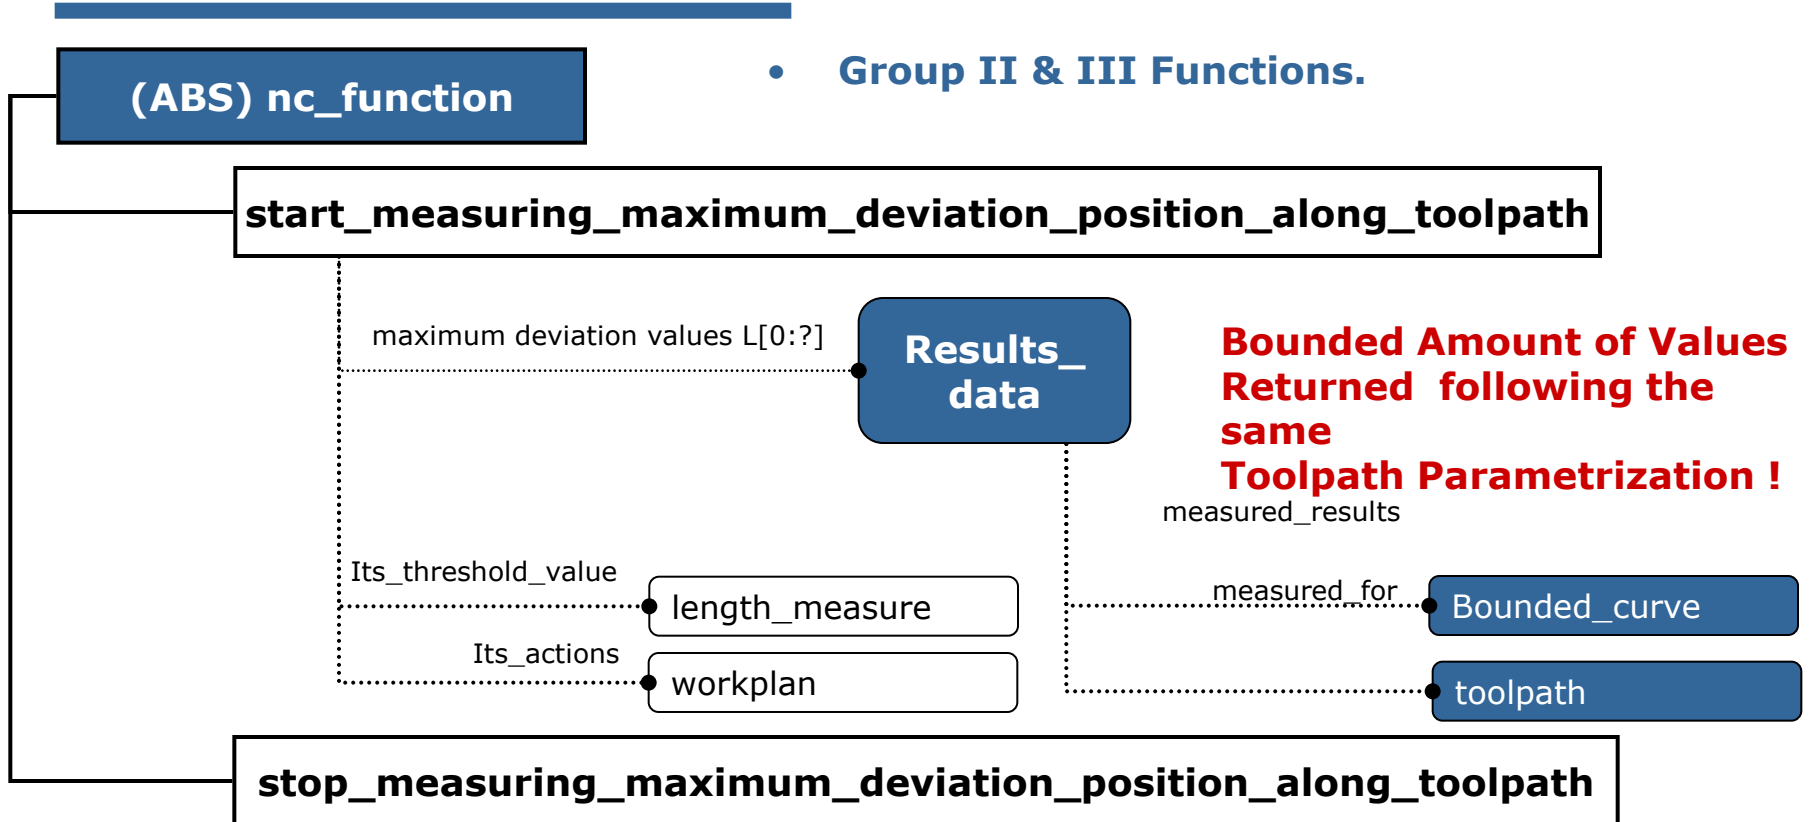 • Group II & III Functions.
(ABS) nc_function
start_measuring_maximum_deviation_position_along_toolpath
maximum deviation values L[0:?]
Results_
data
Bounded Amount of Values
Returned  following the
same
Toolpath Parametrization !
measured_results
Its_threshold_value
length_measure
measured_for
Bounded_curve
Its_actions
workplan
toolpath
stop_measuring_maximum_deviation_position_along_toolpath